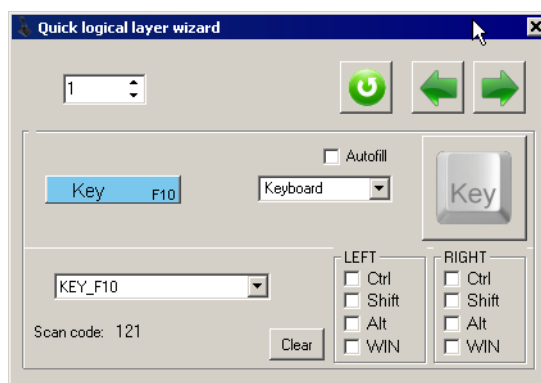 Quick logical layer wizard
1
Autofill
Key F10
Keyboard
Key
LEFT
Ctrl
Shift
Alt
WIN
RIGHT
Ctrl
Shift
Alt
WIN
KEY_F10
Scan code: 121
Clear